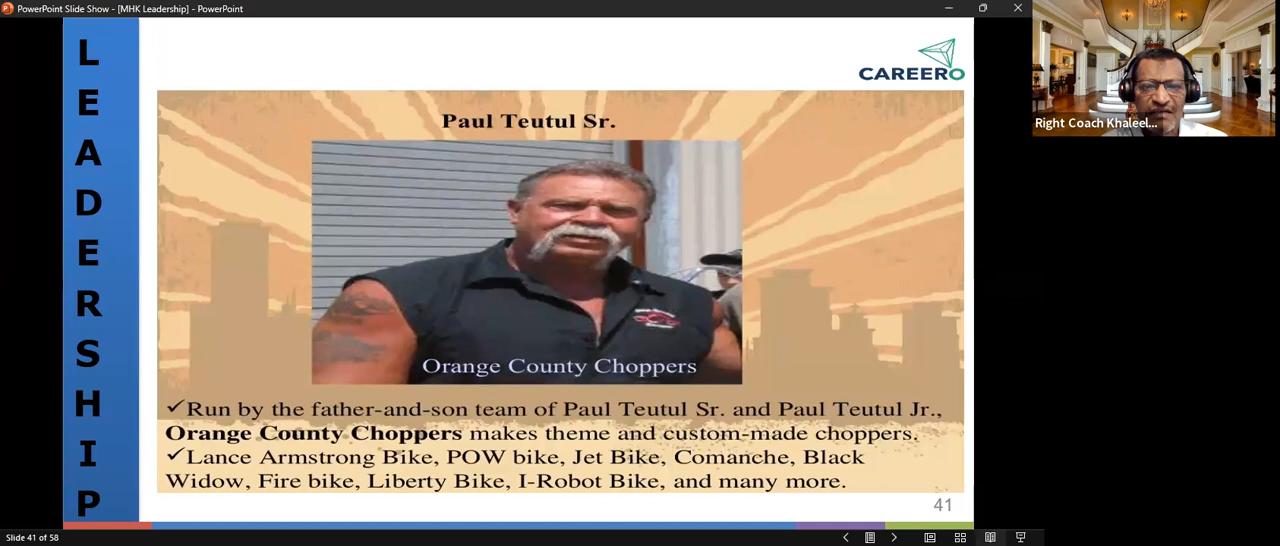 PowerPoint Slide Show - [MHK Leadership] - PowerPoint
LEADERSHIP
CAREERO
Paul Teutul Sr.
Orange County Choppers
✓Run by the father-and-son team of Paul Teutul Sr. and Paul Teutul Jr.,
Orange County Choppers makes theme and custom-made choppers.
✓Lance Armstrong Bike, POW bike, Jet Bike, Comanche, Black
Widow, Fire bike, Liberty Bike, I-Robot Bike, and many more.
41
Right Coach Khaleel...
Slide 41 of 58